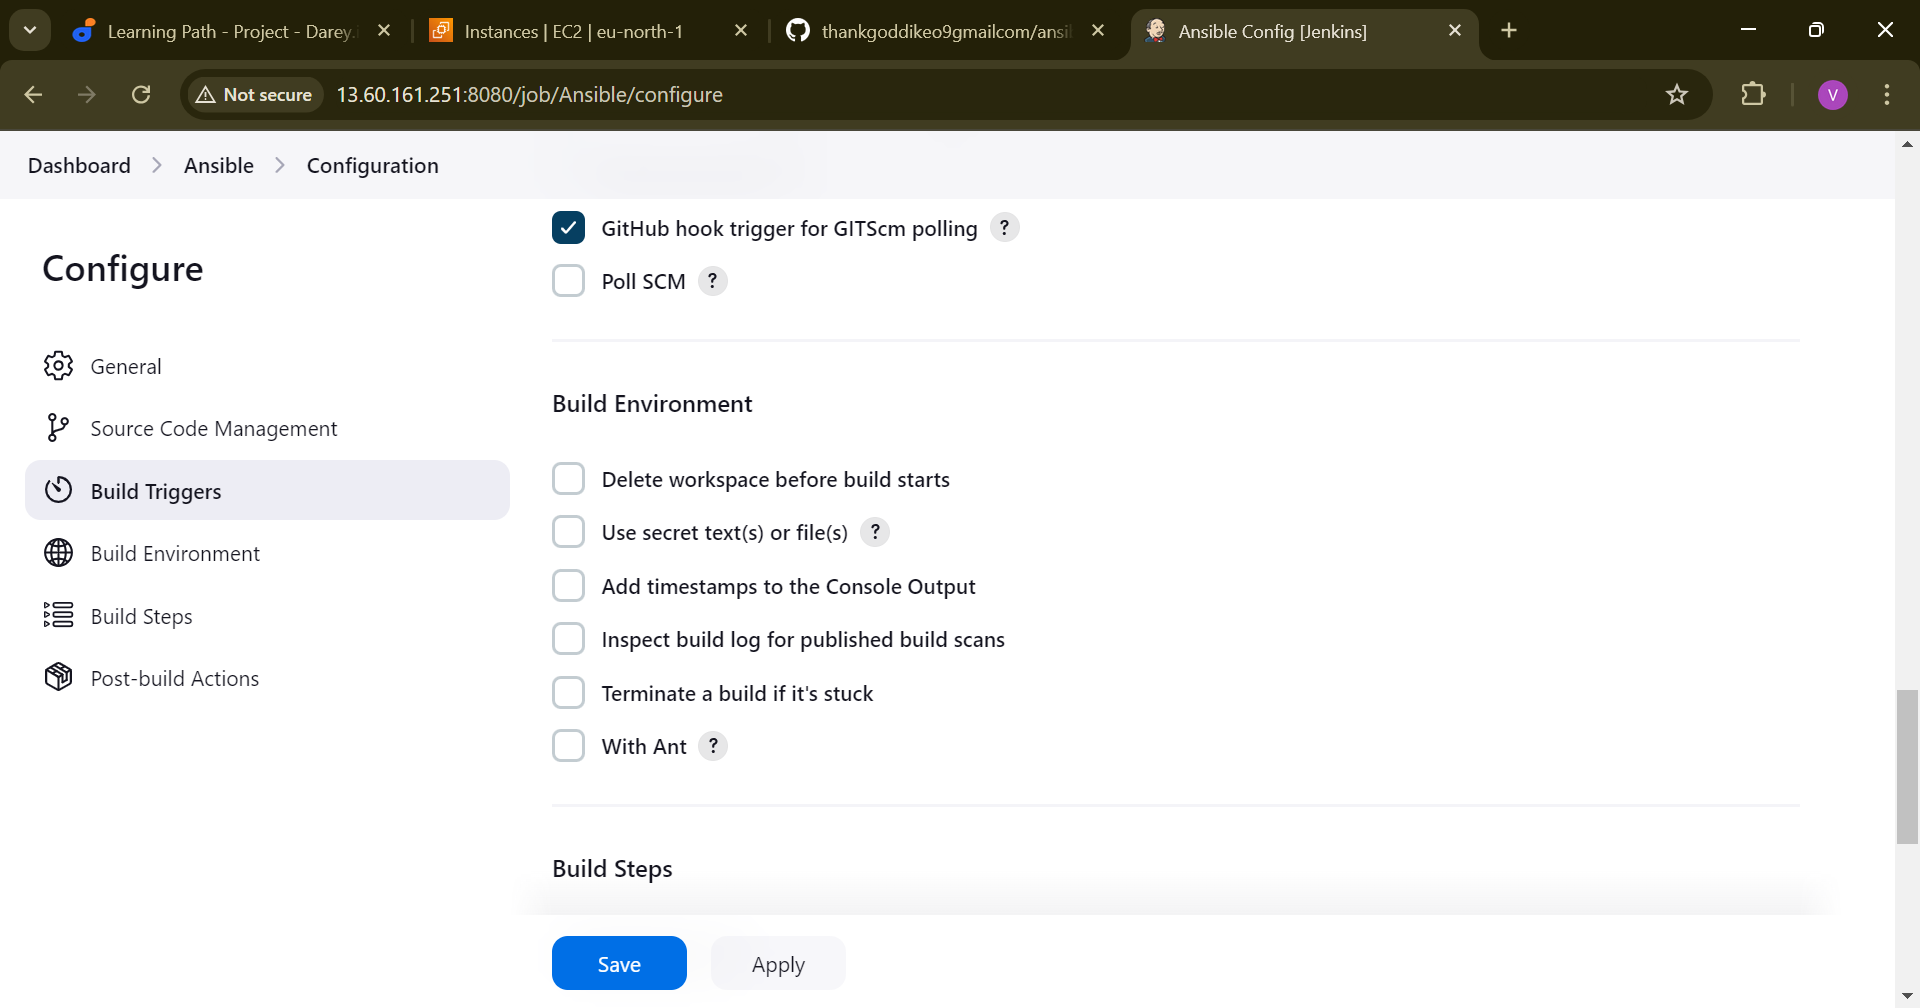 Learning Path - Project - Darey.i
Instances | EC2 | eu-north-1
thankgoddikeo9gmailcom/ansi
Ansible Config [Jenkins]
Not secure
13.60.161.251:8080/job/Ansible/configure
V
Dashboard
Ansible
Configuration
Configure
General
Source Code Management
Build Triggers
Build Environment
Build Steps
Post-build Actions
GitHub hook trigger for GITScm polling ?
Poll SCM ?
Build Environment
Delete workspace before build starts
Use secret text(s) or file(s) ?
Add timestamps to the Console Output
Inspect build log for published build scans
Terminate a build if it's stuck
With Ant ?
Build Steps
Save
Apply